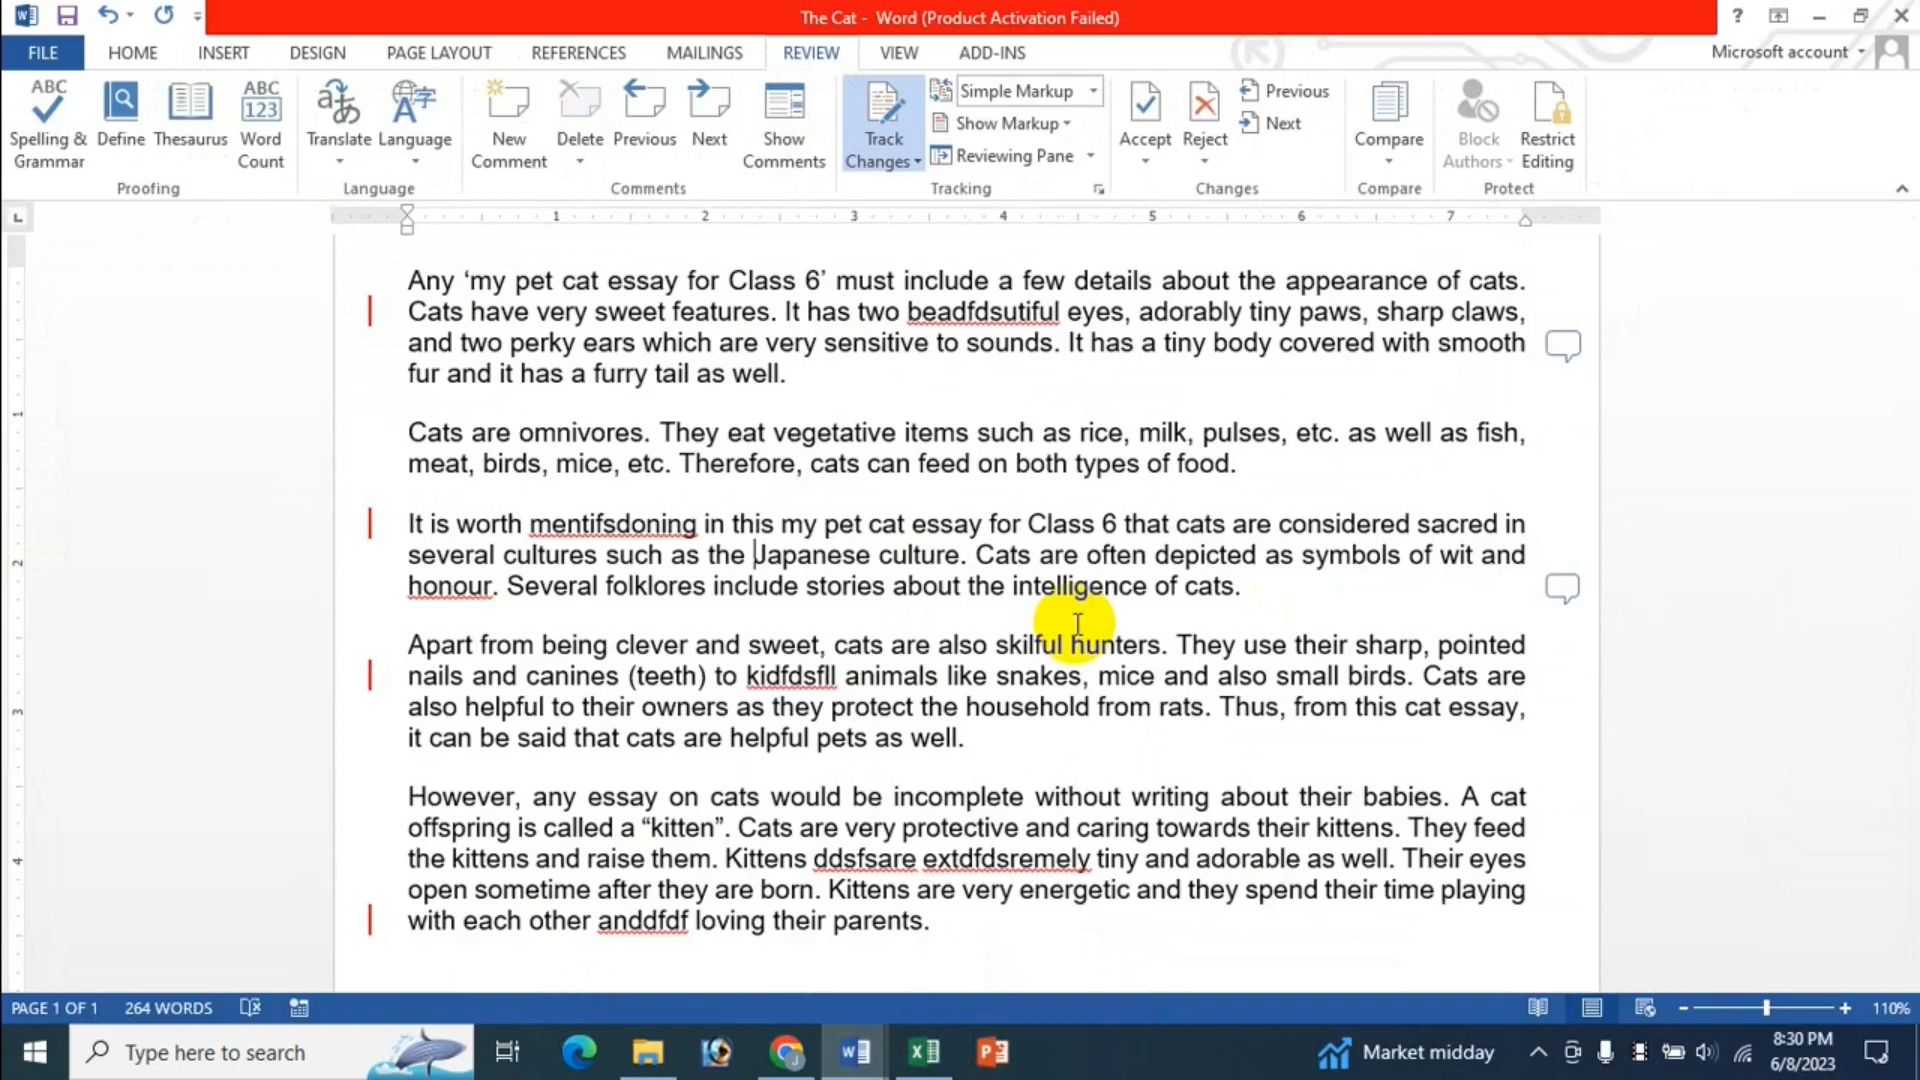 The Cat - Word (Product Activation Failed)
?
FILE HOME INSERT DESIGN PAGE LAYOUT REFERENCES MAILINGS REVIEW VIEW ADD-INS Microsoft account
ABC ABC 123
Spelling & Grammar Define Thesaurus Word Count Translate Language New Comment Delete Previous Next Show Comments Track Changes Simple Markup Show Markup Reviewing Pane Accept Reject Previous Next Compare Block Authors Restrict Editing
Proofing Language Comments Tracking Changes Compare Protect
1 2 3 4 5 6 7
Any ‘my pet cat essay for Class 6’ must include a few details about the appearance of cats.
Cats have very sweet features. It has two beadfdsutiful eyes, adorably tiny paws, sharp claws,
and two perky ears which are very sensitive to sounds. It has a tiny body covered with smooth
fur and it has a furry tail as well.
Cats are omnivores. They eat vegetative items such as rice, milk, pulses, etc. as well as fish,
meat, birds, mice, etc. Therefore, cats can feed on both types of food.
It is worth mentifsdoning in this my pet cat essay for Class 6 that cats are considered sacred in
several cultures such as the Japanese culture. Cats are often depicted as symbols of wit and
honour. Several folklores include stories about the intelligence of cats.
Apart from being clever and sweet, cats are also skilful hunters. They use their sharp, pointed
nails and canines (teeth) to kidfdsfll animals like snakes, mice and also small birds. Cats are
also helpful to their owners as they protect the household from rats. Thus, from this cat essay,
it can be said that cats are helpful pets as well.
However, any essay on cats would be incomplete without writing about their babies. A cat
offspring is called a “kitten”. Cats are very protective and caring towards their kittens. They feed
the kittens and raise them. Kittens ddsfsare extdfdsremely tiny and adorable as well. Their eyes
open sometime after they are born. Kittens are very energetic and they spend their time playing
with each other anddfdf loving their parents.
1
2
3
4
PAGE 1 OF 1 264 WORDS 110%
Type here to search Market midday 8:30 PM
6/8/2023